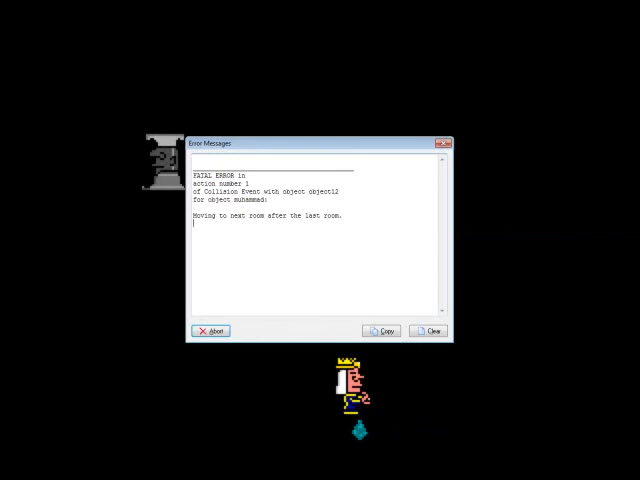 Error Messages
FATAL ERROR in
action number 1
of Collision Event with object object12
for object muhammad:
Moving to next room after the last room.
Abort
Copy
Clear